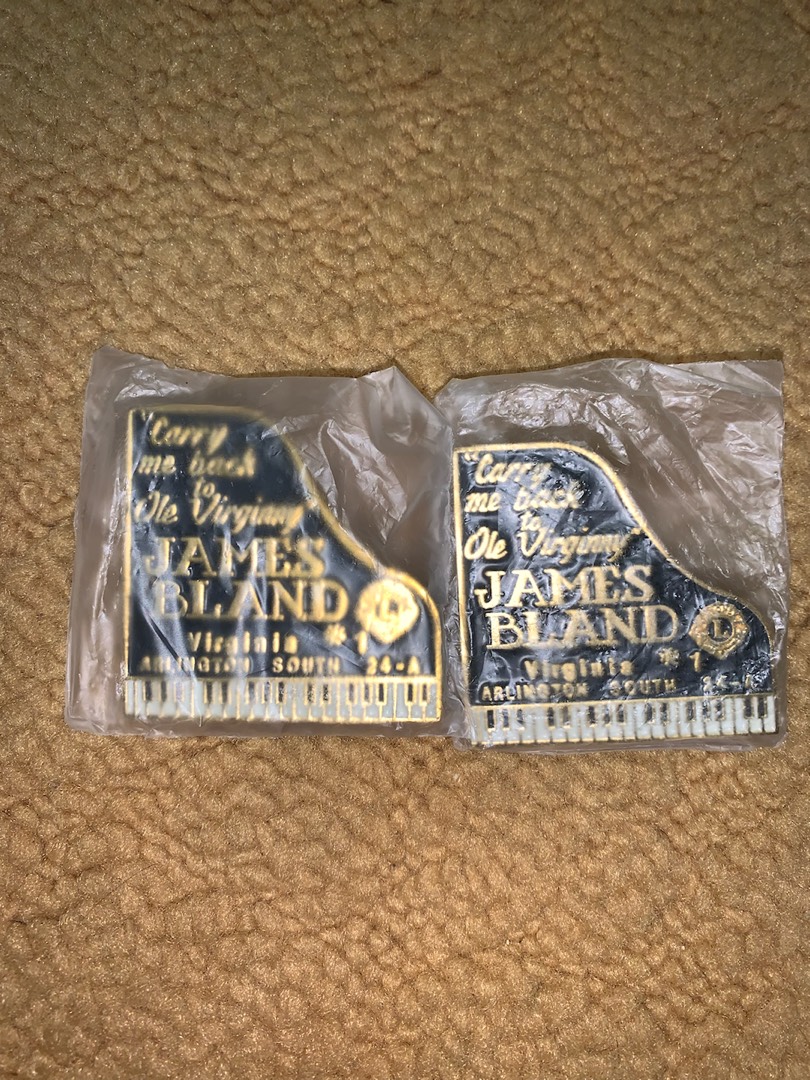 "Carry
me back
to
Ole Virginny"
JAMES
BLAND
L
Virginia #1
ARLINGTON SOUTH 24-A
"Carry
me back
to
Ole Virginny"
JAMES
BLAND
L
Virginia #1
ARLINGTON SOUTH 24-A